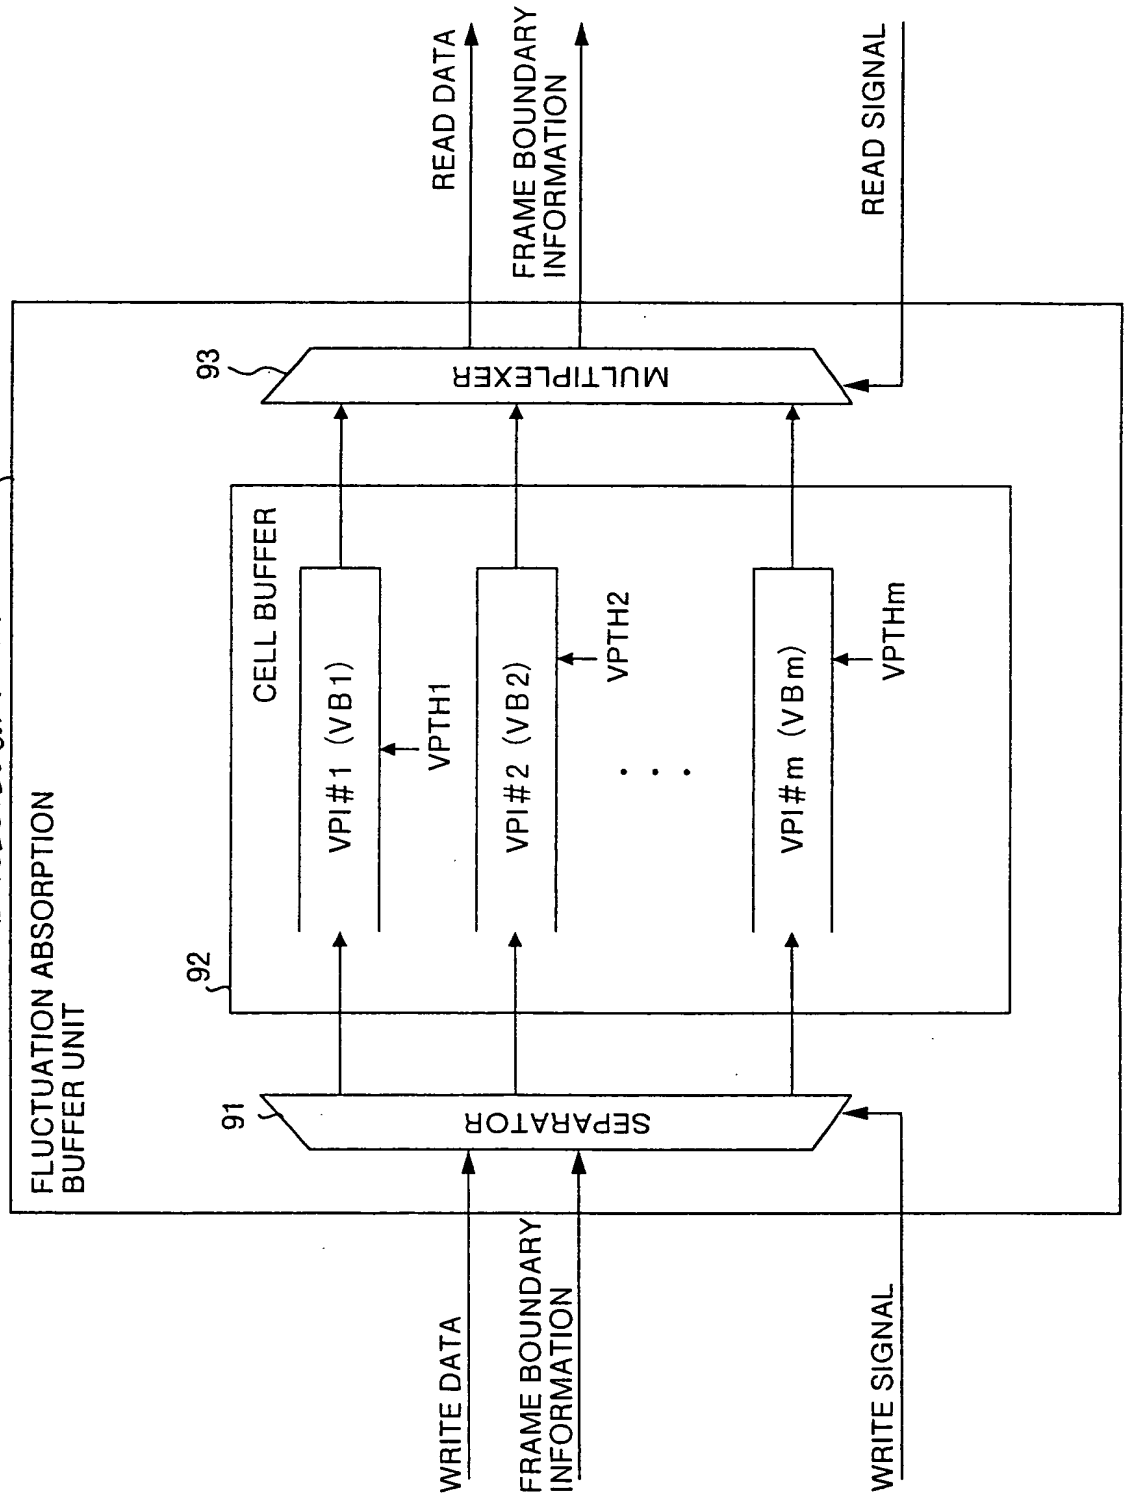 FLUCTUATION ABSORPTION
BUFFER UNIT
WRITE DATA
FRAME BOUNDARY
INFORMATION
WRITE SIGNAL
91
SEPARATOR
92
CELL BUFFER
VPI#1 (VB1)
VPTH1
VPI#2 (VB2)
VPTH2
. . .
VPI#m (VBm)
VPTHm
93
MULTIPLEXER
READ DATA
FRAME BOUNDARY
INFORMATION
READ SIGNAL